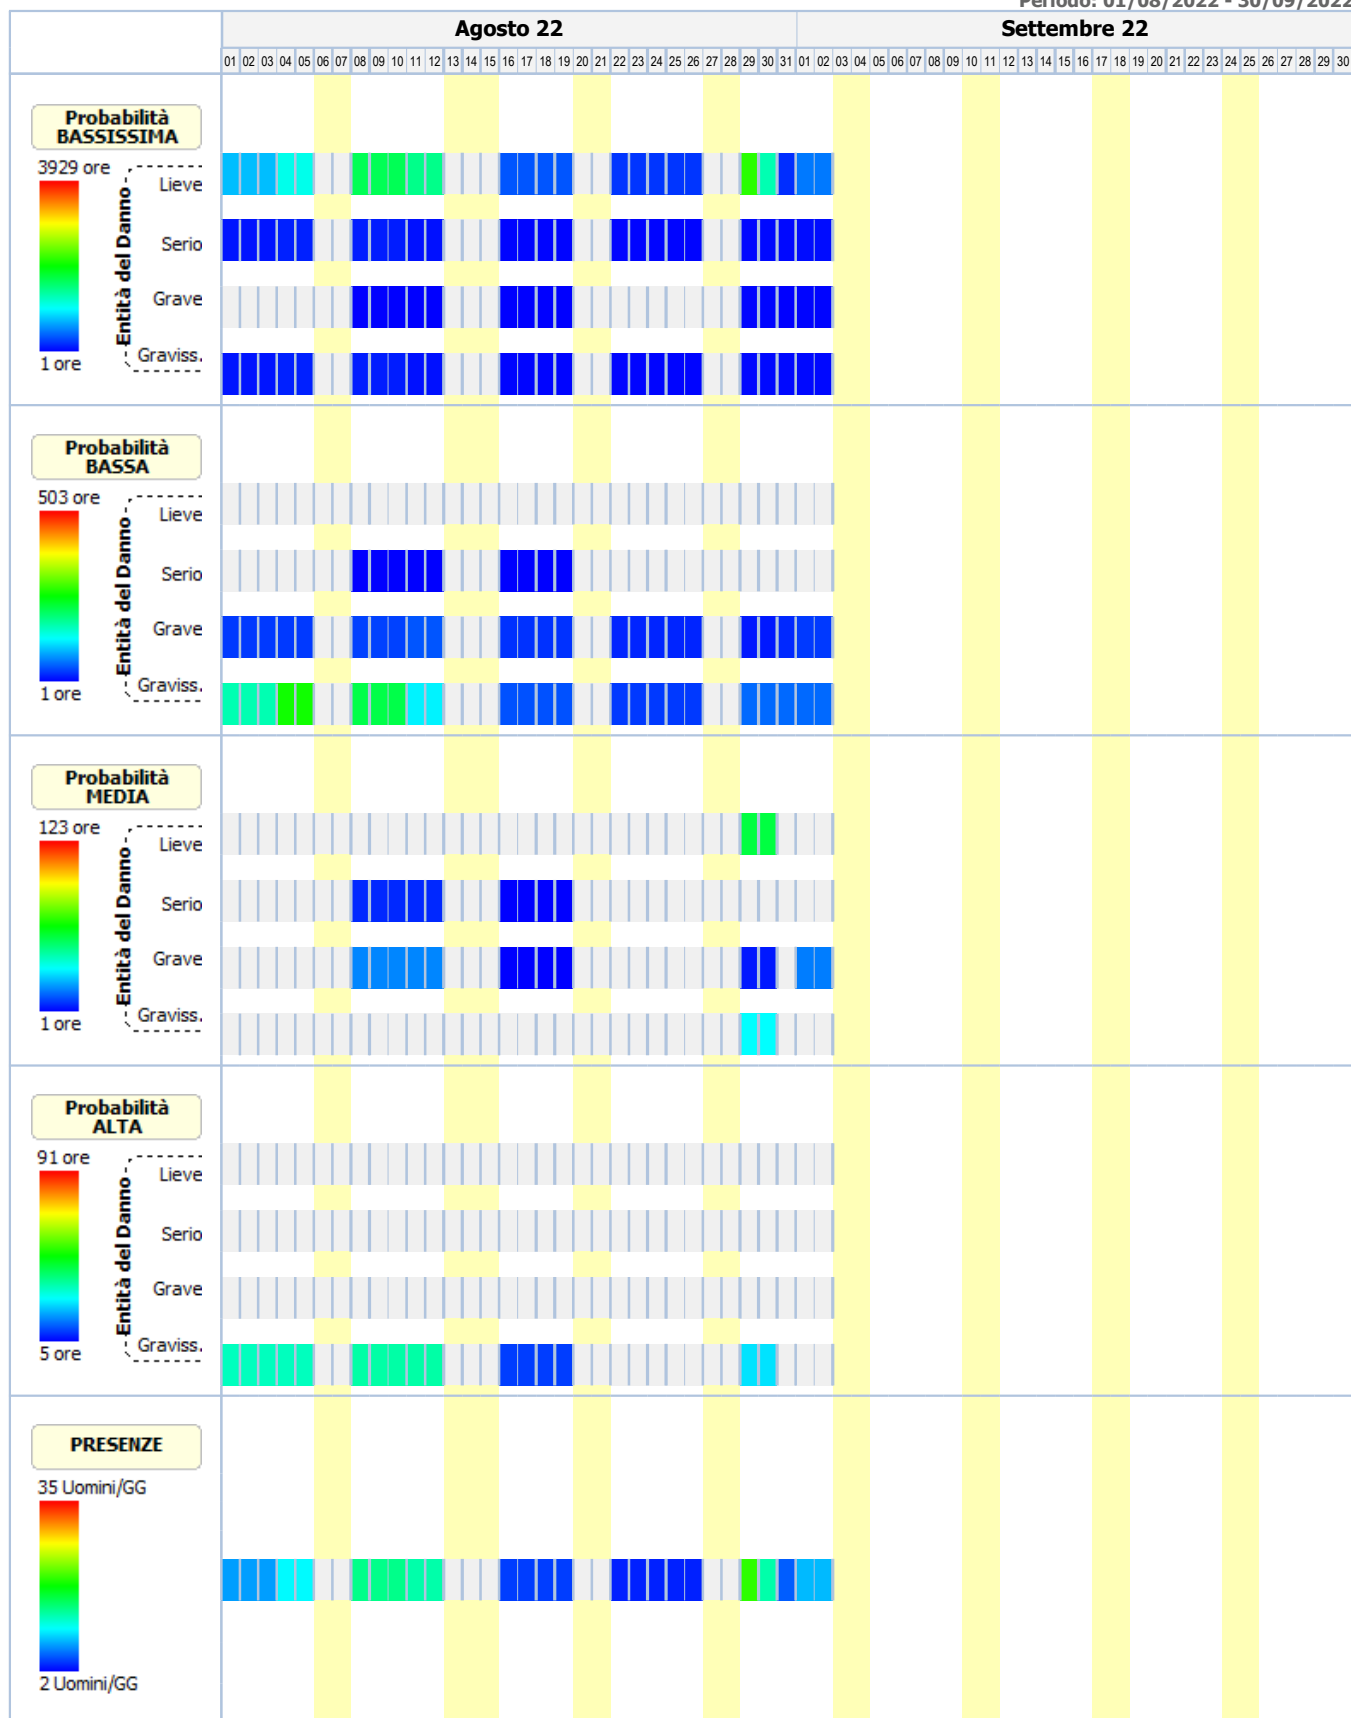 Periodo: 01/08/2022 - 30/09/2022
Agosto 22 Settembre 22
01 02 03 04 05 06 07 08 09 10 11 12 13 14 15 16 17 18 19 20 21 22 23 24 25 26 27 28 29 30 31 01 02 03 04 05 06 07 08 09 10 11 12 13 14 15 16 17 18 19 20 21 22 23 24 25 26 27 28 29 30
Probabilità
BASSISSIMA
3929 ore
Entità del Danno
Lieve
Serio
Grave
Graviss.
1 ore
Probabilità
BASSA
503 ore
Entità del Danno
Lieve
Serio
Grave
Graviss.
1 ore
Probabilità
MEDIA
123 ore
Entità del Danno
Lieve
Serio
Grave
Graviss.
1 ore
Probabilità
ALTA
91 ore
Entità del Danno
Lieve
Serio
Grave
Graviss.
5 ore
PRESENZE
35 Uomini/GG
2 Uomini/GG